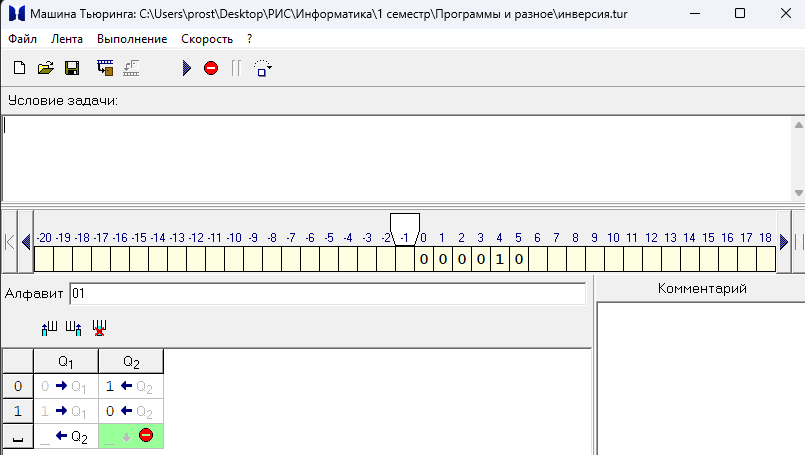 Машина Тьюринга: C:\Users\prost\Desktop\РИС\Информатика\1 семестр\Программы и разное\инверсия.tur
Файл Лента Выполнение Скорость ?
Условие задачи:
-20 -19 -18 -17 -16 -15 -14 -13 -12 -11 -10 -9 -8 -7 -6 -5 -4 -3 -2 -1 0 1 2 3 4 5 6 7 8 9 10 11 12 13 14 15 16 17 18
0 0 0 0 1 0
Алфавит 01
Комментарий
Q1 Q2
0 0 → Q1 1 ← Q2
1 1 → Q1 0 ← Q2
␣ _ ← Q2 _ ↓